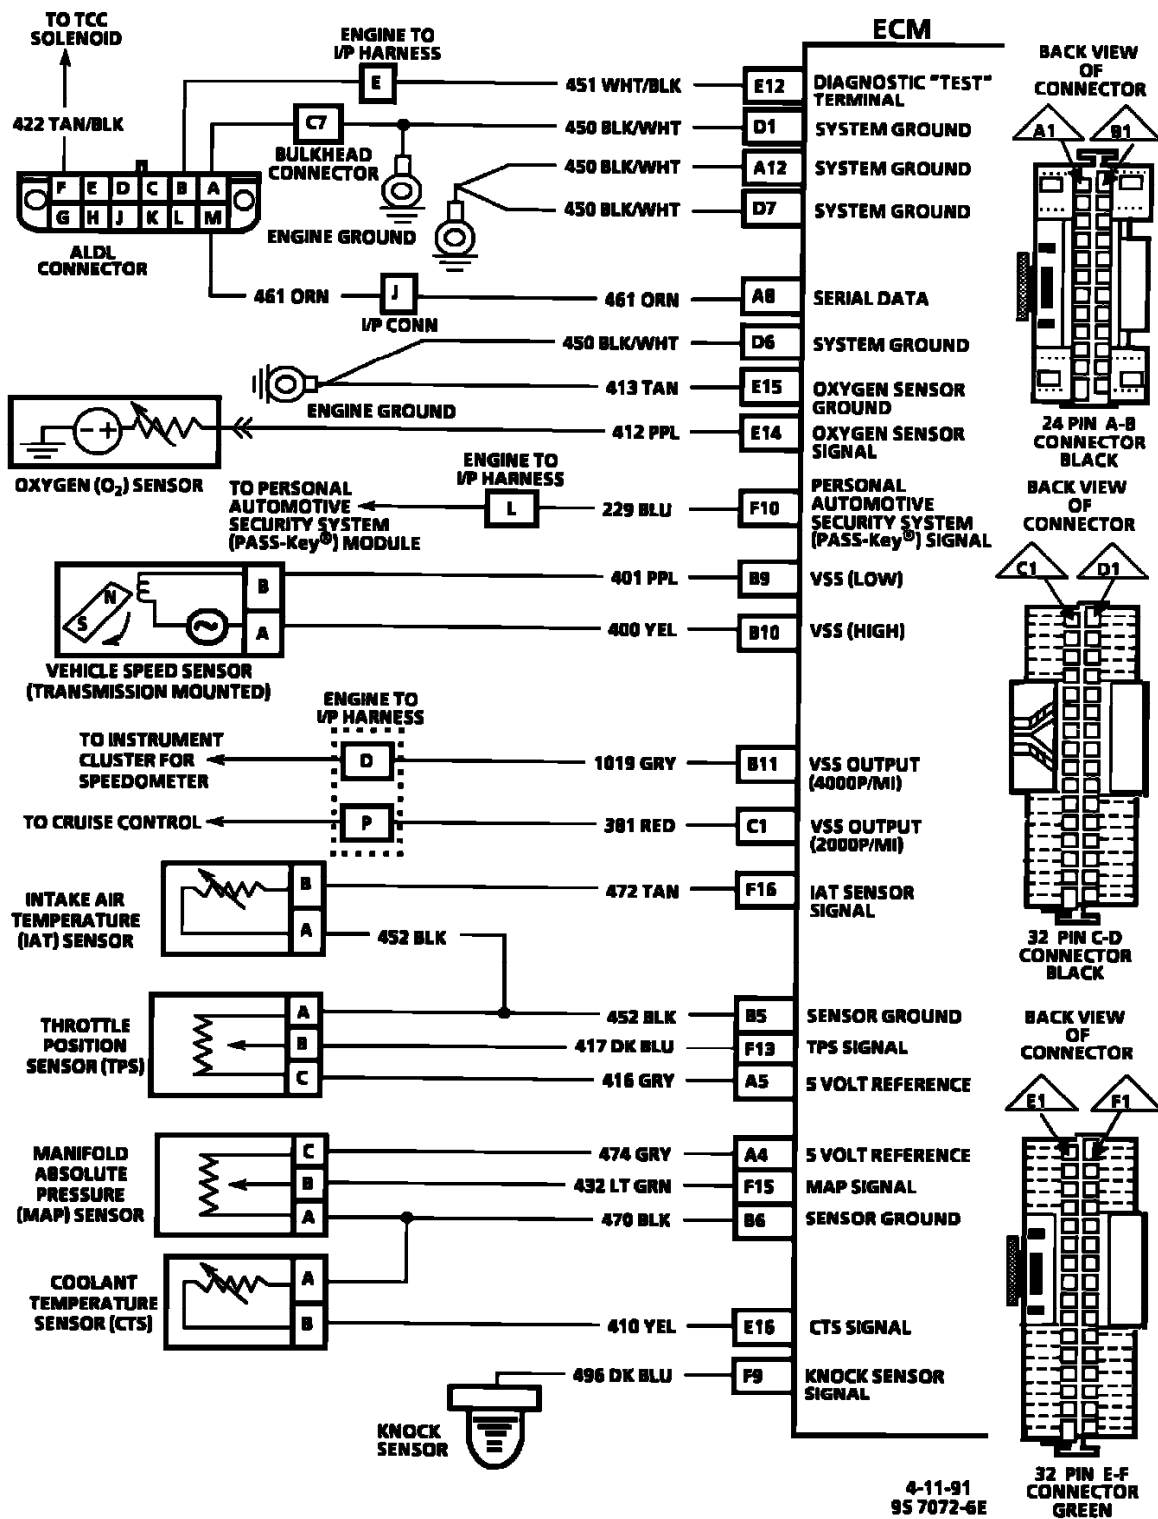 TO TCC
SOLENOID
422 TAN/BLK
F E D C B A
G H J K L M
ALDL
CONNECTOR
ENGINE TO
I/P HARNESS
E
451 WHT/BLK
E12
DIAGNOSTIC "TEST"
TERMINAL
C7
BULKHEAD
CONNECTOR
450 BLK/WHT
D1
SYSTEM GROUND
450 BLK/WHT
A12
SYSTEM GROUND
450 BLK/WHT
D7
SYSTEM GROUND
ENGINE GROUND
461 ORN
J
I/P CONN
461 ORN
A8
SERIAL DATA
450 BLK/WHT
D6
SYSTEM GROUND
ENGINE GROUND
413 TAN
E15
OXYGEN SENSOR
GROUND
- +
OXYGEN (O2) SENSOR
412 PPL
E14
OXYGEN SENSOR
SIGNAL
TO PERSONAL
AUTOMOTIVE
SECURITY SYSTEM
(PASS-Key®) MODULE
ENGINE TO
I/P HARNESS
L
229 BLU
F10
PERSONAL
AUTOMOTIVE
SECURITY SYSTEM
(PASS-Key®) SIGNAL
N
S
B
A
VEHICLE SPEED SENSOR
(TRANSMISSION MOUNTED)
401 PPL
B9
VSS (LOW)
400 YEL
B10
VSS (HIGH)
ENGINE TO
I/P HARNESS
TO INSTRUMENT
CLUSTER FOR
SPEEDOMETER
D
1019 GRY
B11
VSS OUTPUT
(4000P/MI)
TO CRUISE CONTROL
P
381 RED
C1
VSS OUTPUT
(2000P/MI)
INTAKE AIR
TEMPERATURE
(IAT) SENSOR
B
A
472 TAN
F16
IAT SENSOR
SIGNAL
452 BLK
THROTTLE
POSITION
SENSOR (TPS)
A
B
C
452 BLK
B5
SENSOR GROUND
417 DK BLU
F13
TPS SIGNAL
416 GRY
A5
5 VOLT REFERENCE
MANIFOLD
ABSOLUTE
PRESSURE
(MAP) SENSOR
C
B
A
474 GRY
A4
5 VOLT REFERENCE
432 LT GRN
F15
MAP SIGNAL
470 BLK
B6
SENSOR GROUND
COOLANT
TEMPERATURE
SENSOR (CTS)
A
B
410 YEL
E16
CTS SIGNAL
KNOCK
SENSOR
496 DK BLU
F9
KNOCK SENSOR
SIGNAL
ECM
BACK VIEW
OF
CONNECTOR
A1 B1
24 PIN A-B
CONNECTOR
BLACK
BACK VIEW
OF
CONNECTOR
C1 D1
32 PIN C-D
CONNECTOR
BLACK
BACK VIEW
OF
CONNECTOR
E1 F1
32 PIN E-F
CONNECTOR
GREEN
4-11-91
9S 7072-6E